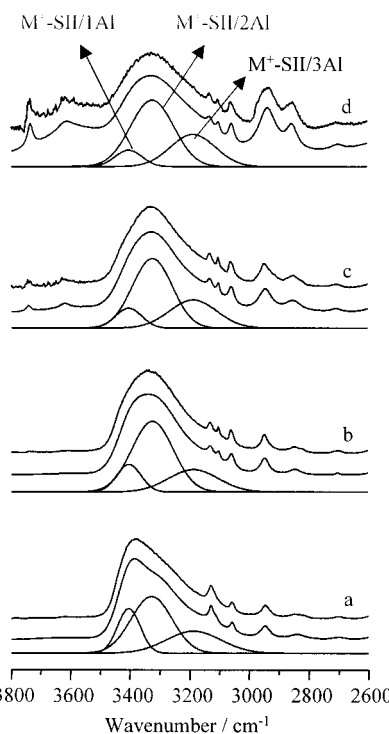 M⁺-SII/1Al M⁺-SII/2Al
M⁺-SII/3Al
d
c
b
a
3800 3600 3400 3200 3000 2800 2600
Wavenumber / cm⁻¹